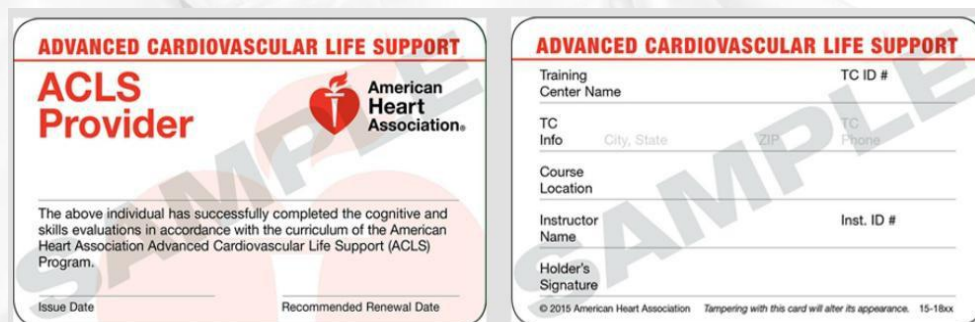 ADVANCED CARDIOVASCULAR LIFE SUPPORT
ACLS
Provider
American
Heart
Association®
SAMPLE
The above individual has successfully completed the cognitive and
skills evaluations in accordance with the curriculum of the American
Heart Association Advanced Cardiovascular Life Support (ACLS)
Program.
Issue Date
Recommended Renewal Date
ADVANCED CARDIOVASCULAR LIFE SUPPORT
Training
Center Name
TC ID #
TC
Info
City, State
ZIP
TC
Phone
Course
Location
SAMPLE
Instructor
Name
Inst. ID #
Holder's
Signature
© 2015 American Heart Association Tampering with this card will alter its appearance. 15-18xx